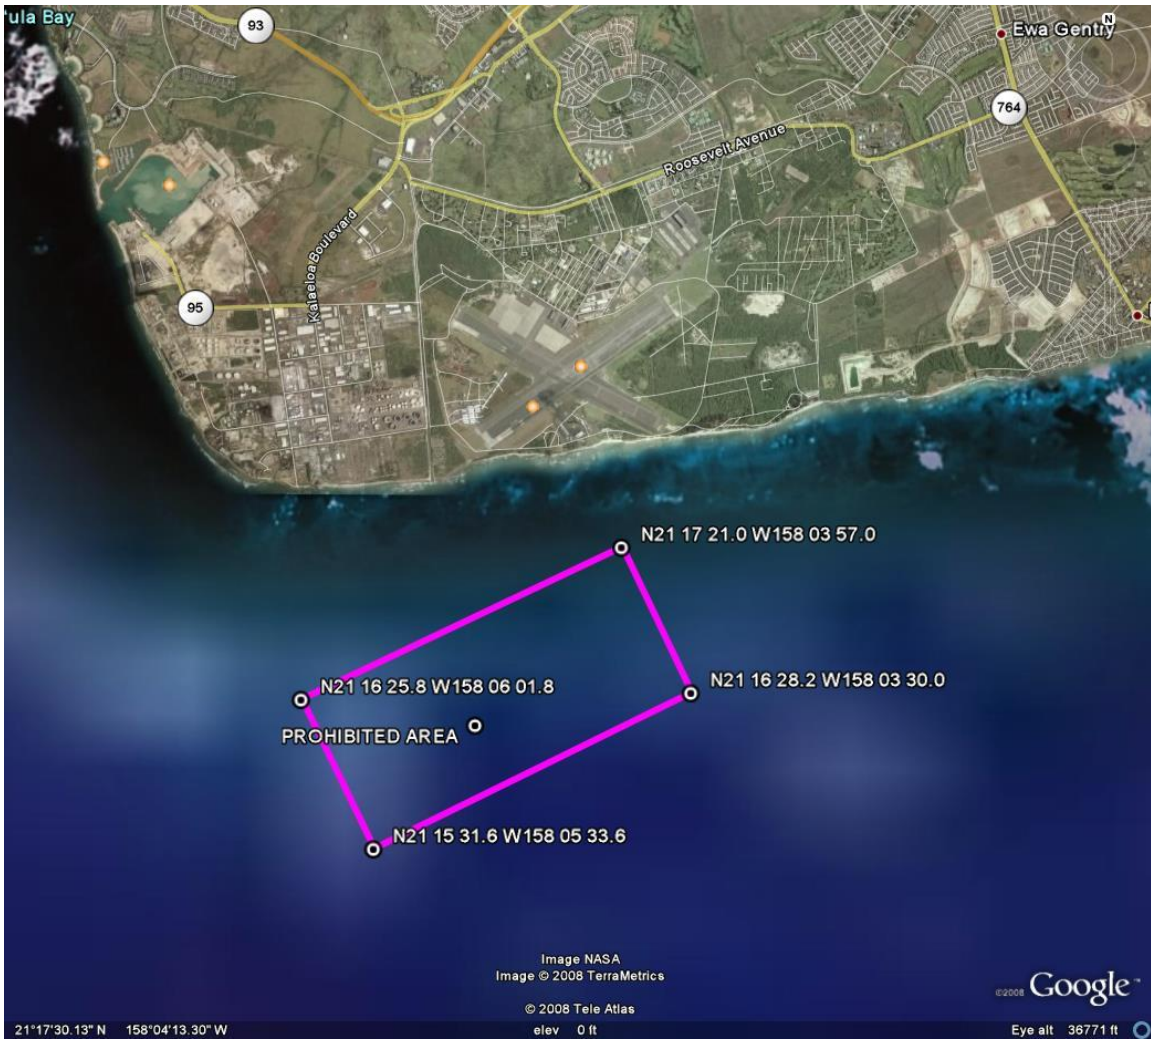 'ula Bay
93
Ewa Gentry
N
764
Roosevelt Avenue
Kalaeloa Boulevard
95
N21 17 21.0 W158 03 57.0
N21 16 25.8 W158 06 01.8
N21 16 28.2 W158 03 30.0
PROHIBITED AREA
N21 15 31.6 W158 05 33.6
Image NASA
Image © 2008 TerraMetrics
© 2008 Tele Atlas
©2008 Google™
21°17'30.13" N 158°04'13.30" W elev 0 ft Eye alt 36771 ft